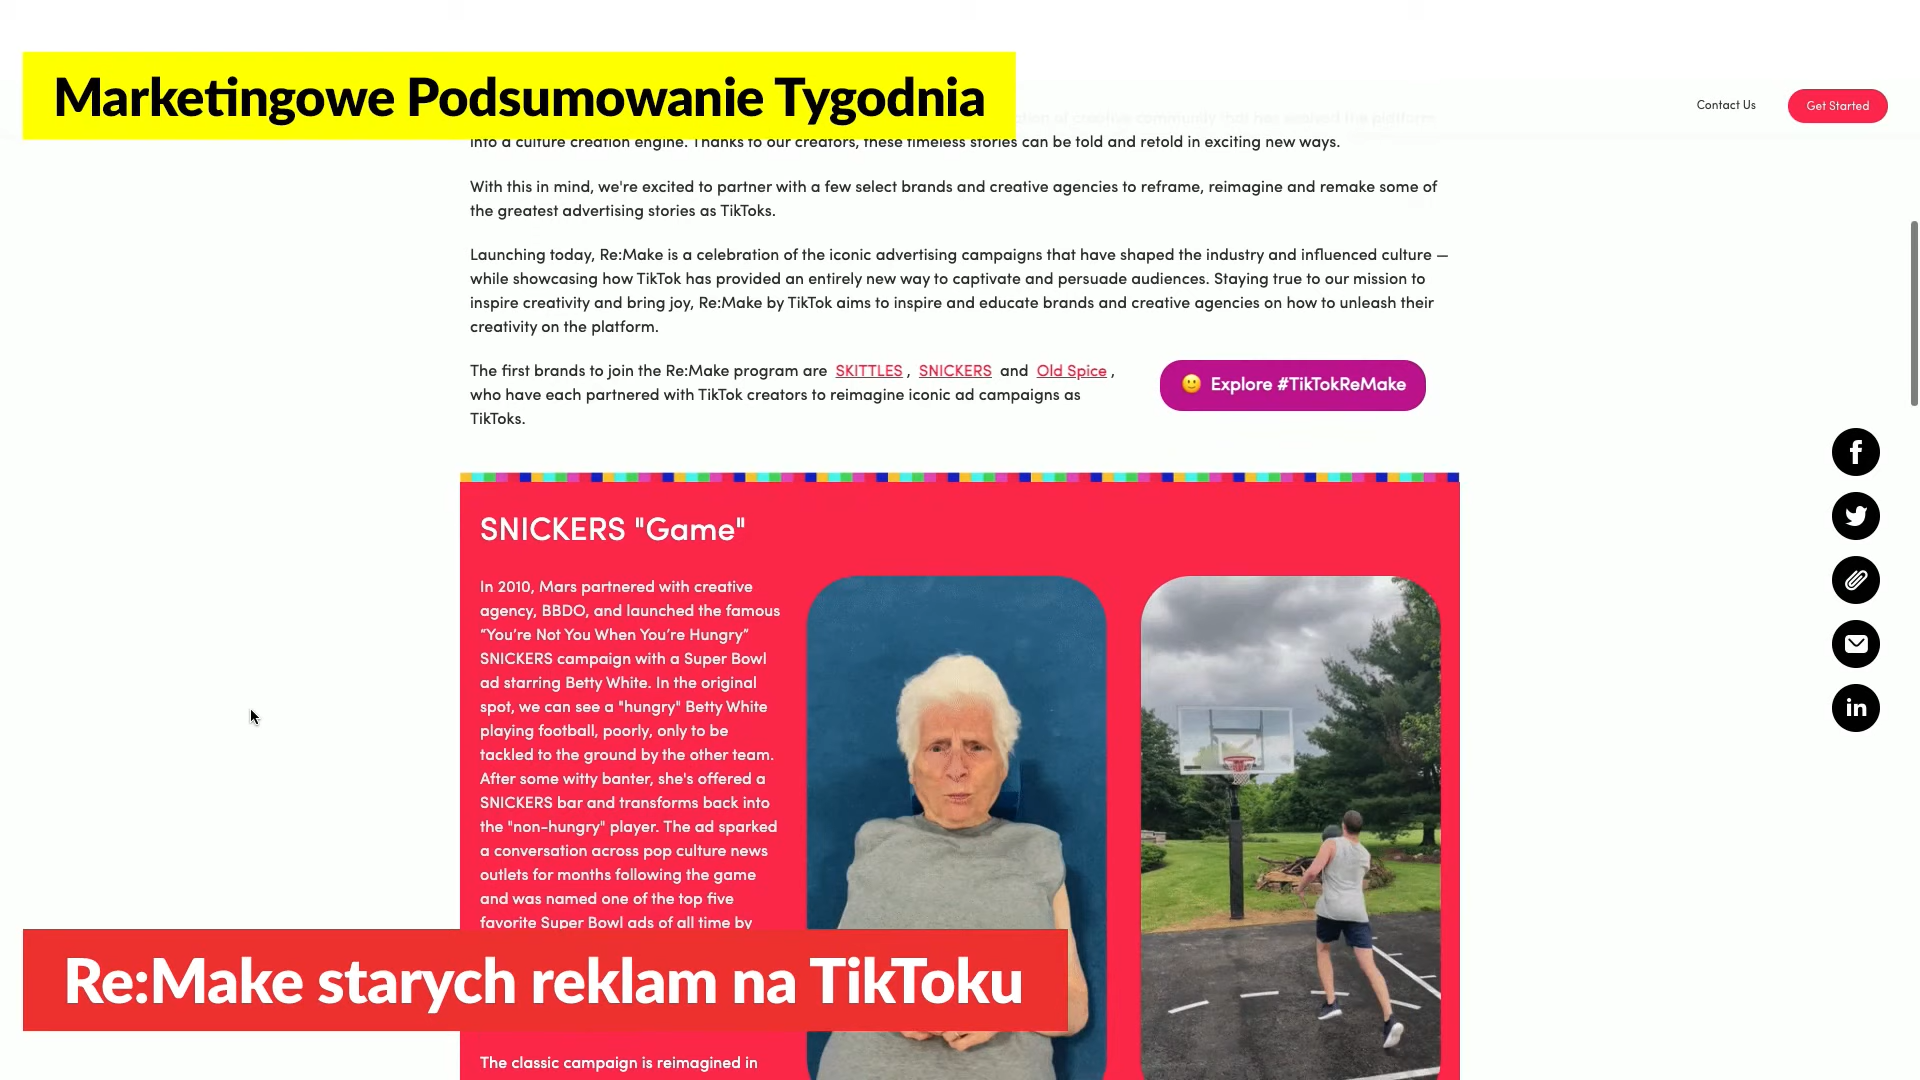 Marketingowe Podsumowanie Tygodnia
Contact Us
Get Started
creative community that has evolved the platform
into a culture creation engine. Thanks to our creators, these timeless stories can be told and retold in exciting new ways.
With this in mind, we're excited to partner with a few select brands and creative agencies to reframe, reimagine and remake some of
the greatest advertising stories as TikToks.
Launching today, Re:Make is a celebration of the iconic advertising campaigns that have shaped the industry and influenced culture —
while showcasing how TikTok has provided an entirely new way to captivate and persuade audiences. Staying true to our mission to
inspire creativity and bring joy, Re:Make by TikTok aims to inspire and educate brands and creative agencies on how to unleash their
creativity on the platform.
The first brands to join the Re:Make program are SKITTLES , SNICKERS and Old Spice ,
who have each partnered with TikTok creators to reimagine iconic ad campaigns as
TikToks.
Explore #TikTokReMake
SNICKERS "Game"
In 2010, Mars partnered with creative
agency, BBDO, and launched the famous
“You’re Not You When You’re Hungry”
SNICKERS campaign with a Super Bowl
ad starring Betty White. In the original
spot, we can see a "hungry" Betty White
playing football, poorly, only to be
tackled to the ground by the other team.
After some witty banter, she's offered a
SNICKERS bar and transforms back into
the "non-hungry" player. The ad sparked
a conversation across pop culture news
outlets for months following the game
and was named one of the top five
favorite Super Bowl ads of all time by
Re:Make starych reklam na TikToku
The classic campaign is reimagined in